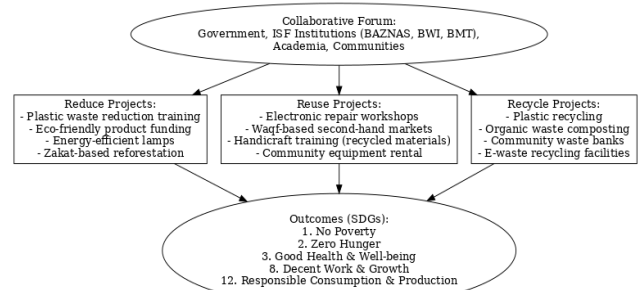 Collaborative Forum:
Government, ISF Institutions (BAZNAS, BWI, BMT),
Academia, Communities
Reduce Projects:
- Plastic waste reduction training
- Eco-friendly product funding
- Energy-efficient lamps
- Zakat-based reforestation
Reuse Projects:
- Electronic repair workshops
- Waqf-based second-hand markets
- Handicraft training (recycled materials)
- Community equipment rental
Recycle Projects:
- Plastic recycling
- Organic waste composting
- Community waste banks
- E-waste recycling facilities
Outcomes (SDGs):
1. No Poverty
2. Zero Hunger
3. Good Health & Well-being
8. Decent Work & Growth
12. Responsible Consumption & Production